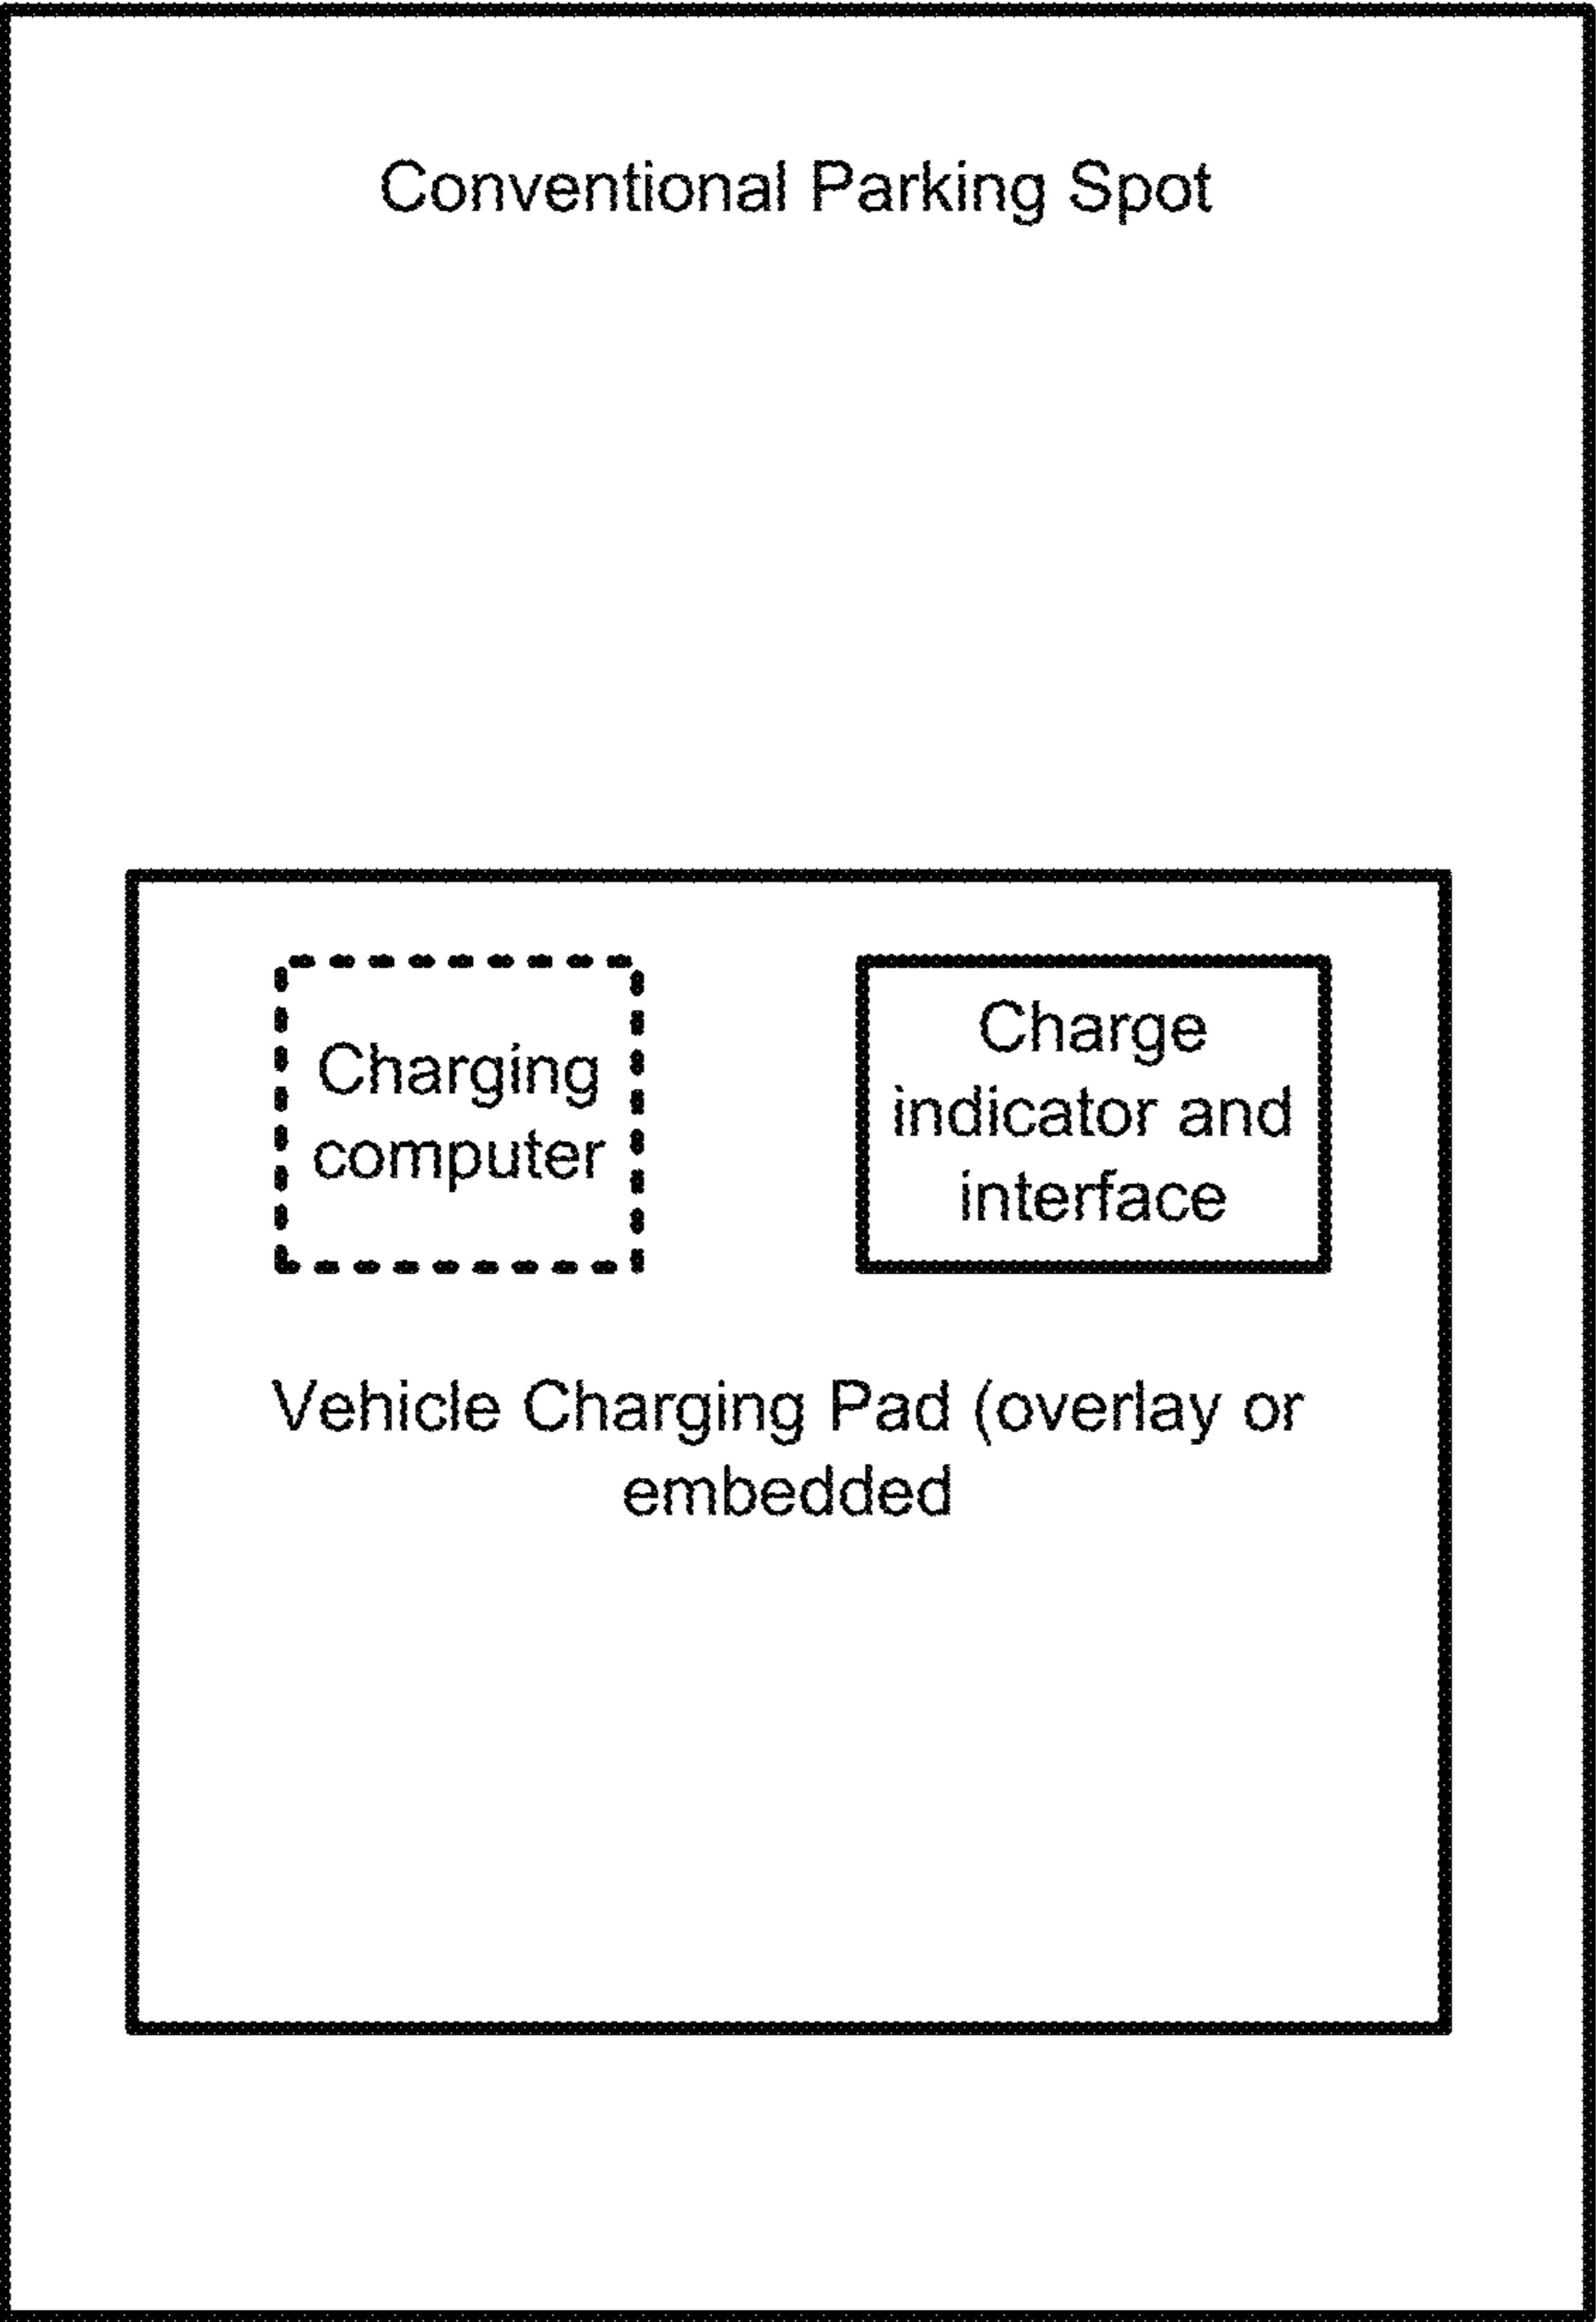 Conventional Parking Spot
Charging
computer
Charge
indicator and
interface
Vehicle Charging Pad (overlay or
embedded